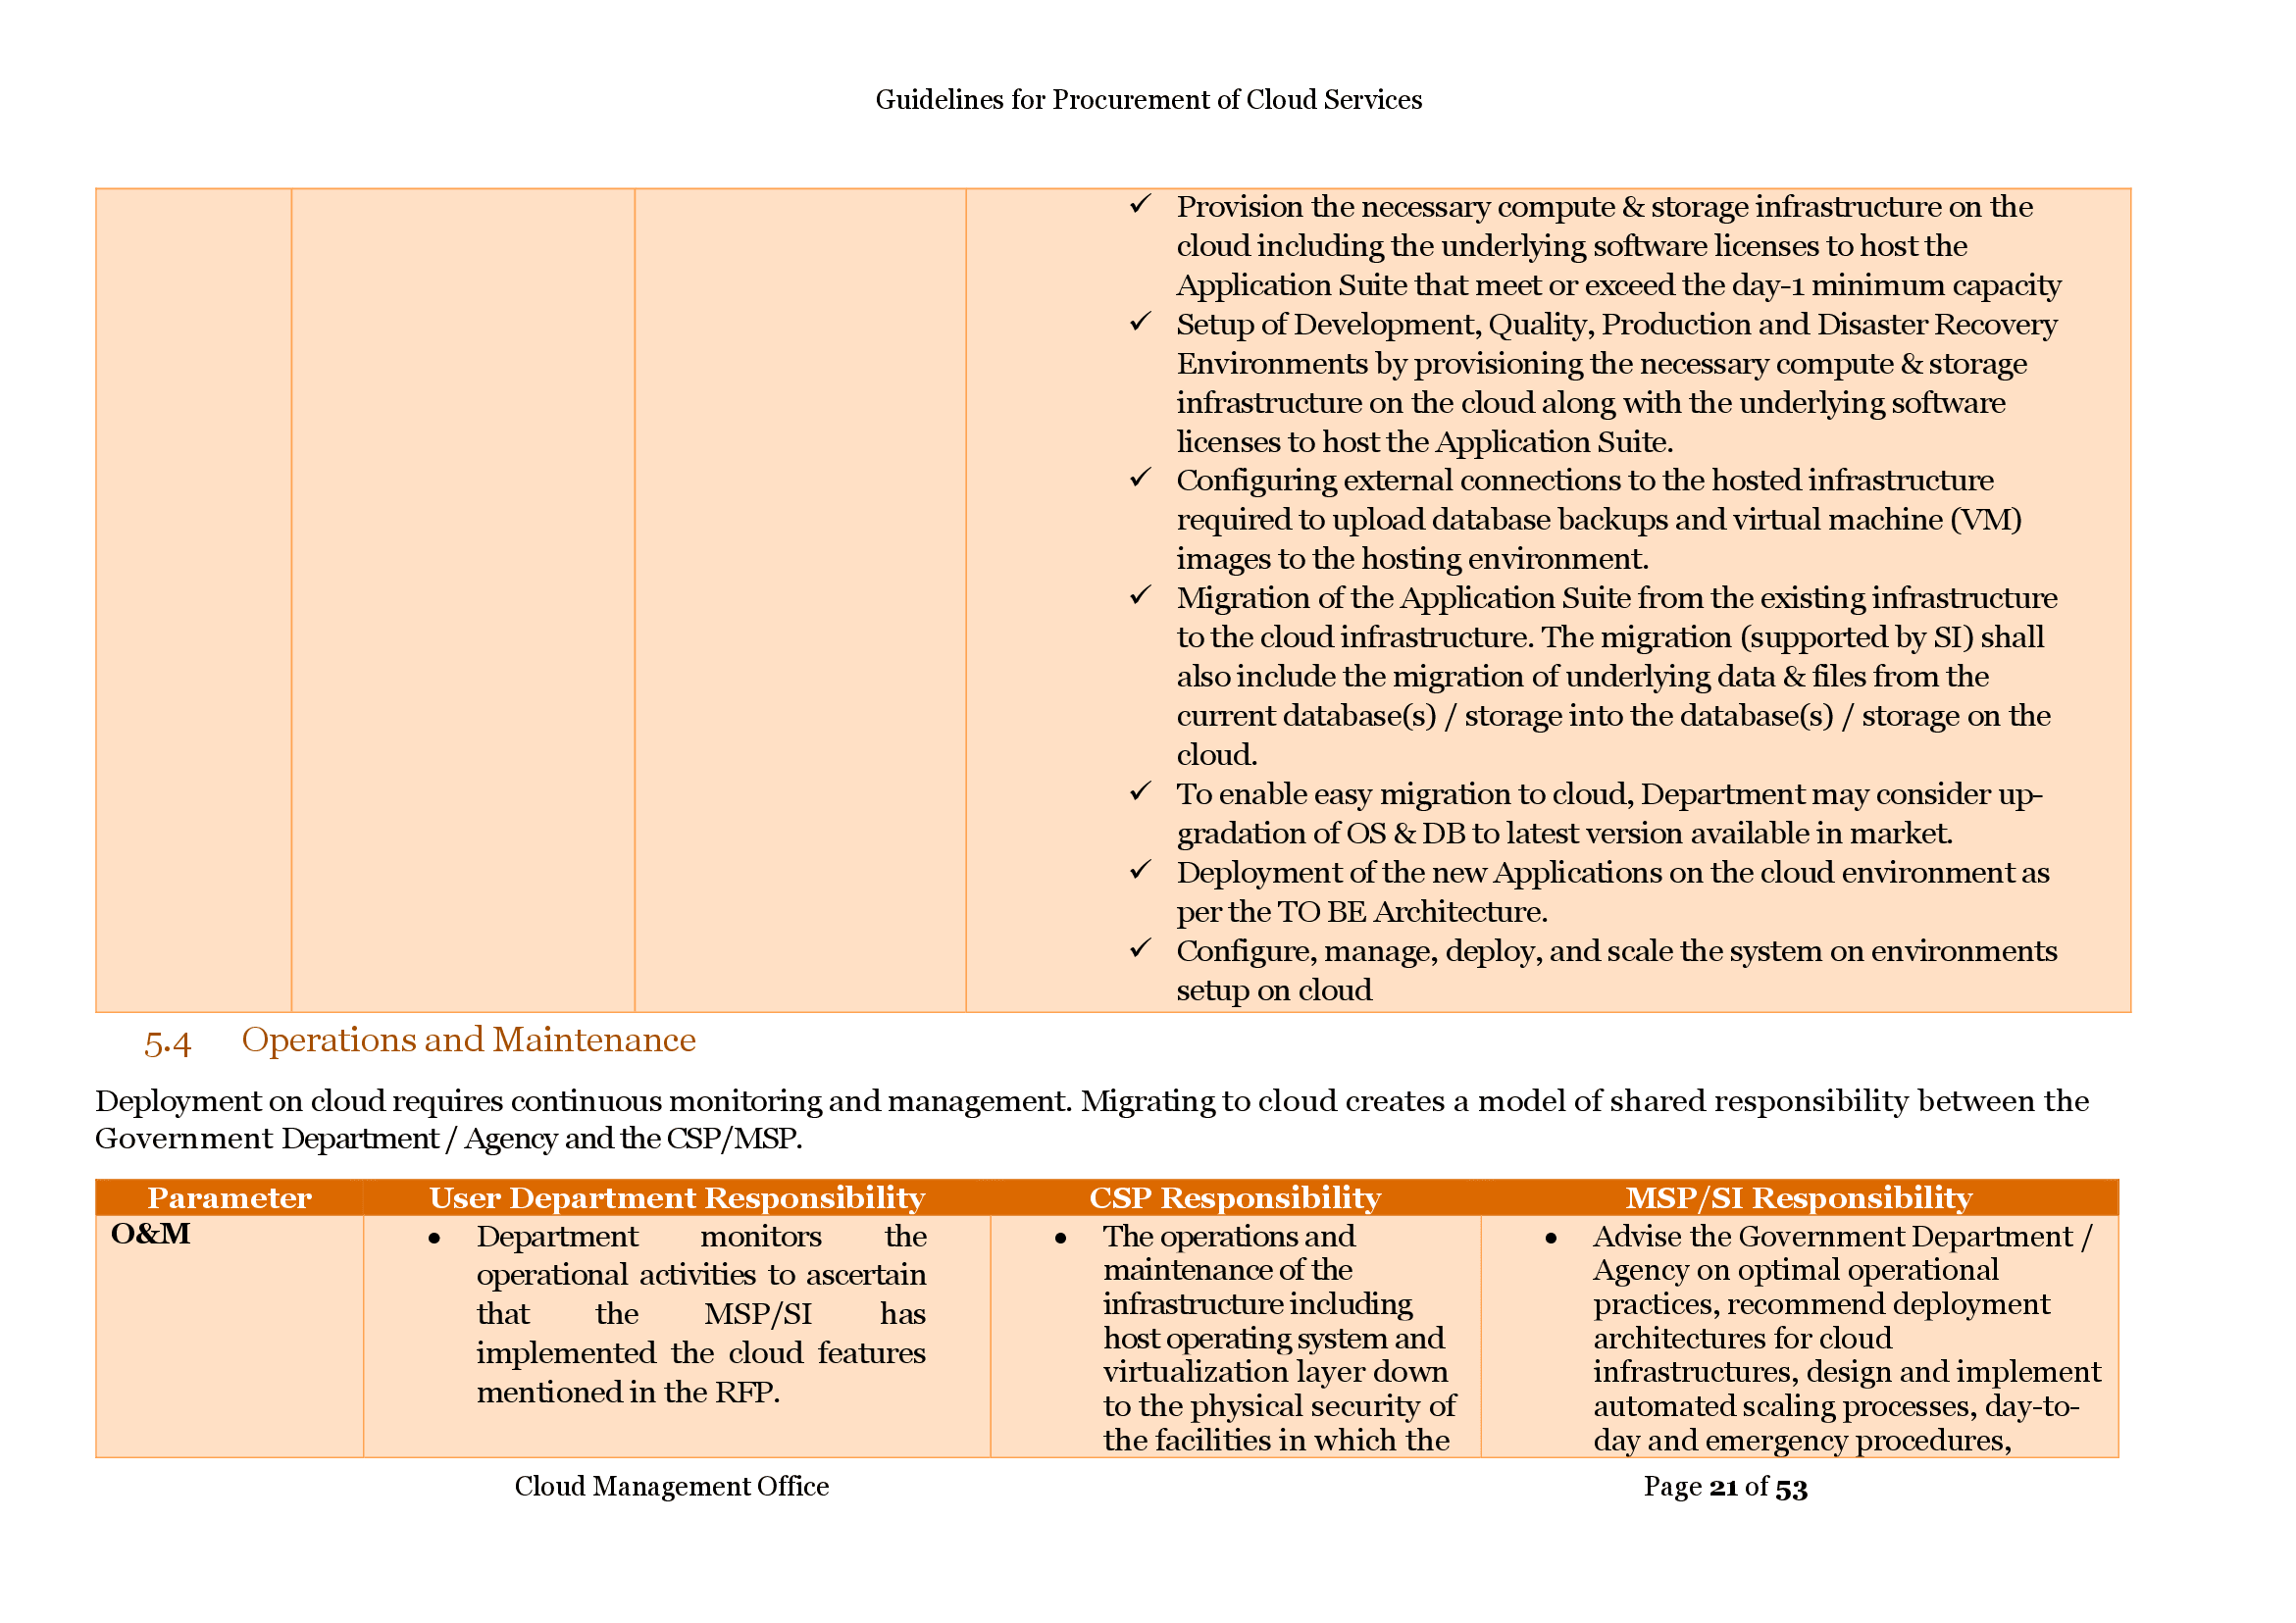 Guidelines for Procurement of Cloud Services
✓ Provision the necessary compute & storage infrastructure on the
cloud including the underlying software licenses to host the
Application Suite that meet or exceed the day-1 minimum capacity
✓ Setup of Development, Quality, Production and Disaster Recovery
Environments by provisioning the necessary compute & storage
infrastructure on the cloud along with the underlying software
licenses to host the Application Suite.
✓ Configuring external connections to the hosted infrastructure
required to upload database backups and virtual machine (VM)
images to the hosting environment.
✓ Migration of the Application Suite from the existing infrastructure
to the cloud infrastructure. The migration (supported by SI) shall
also include the migration of underlying data & files from the
current database(s) / storage into the database(s) / storage on the
cloud.
✓ To enable easy migration to cloud, Department may consider up-
gradation of OS & DB to latest version available in market.
✓ Deployment of the new Applications on the cloud environment as
per the TO BE Architecture.
✓ Configure, manage, deploy, and scale the system on environments
setup on cloud
5.4 Operations and Maintenance
Deployment on cloud requires continuous monitoring and management. Migrating to cloud creates a model of shared responsibility between the
Government Department / Agency and the CSP/MSP.
Parameter User Department Responsibility CSP Responsibility MSP/SI Responsibility
O&M
• Department monitors the
operational activities to ascertain
that the MSP/SI has
implemented the cloud features
mentioned in the RFP.
• The operations and
maintenance of the
infrastructure including
host operating system and
virtualization layer down
to the physical security of
the facilities in which the
• Advise the Government Department /
Agency on optimal operational
practices, recommend deployment
architectures for cloud
infrastructures, design and implement
automated scaling processes, day-to-
day and emergency procedures,
Cloud Management Office Page 21 of 53